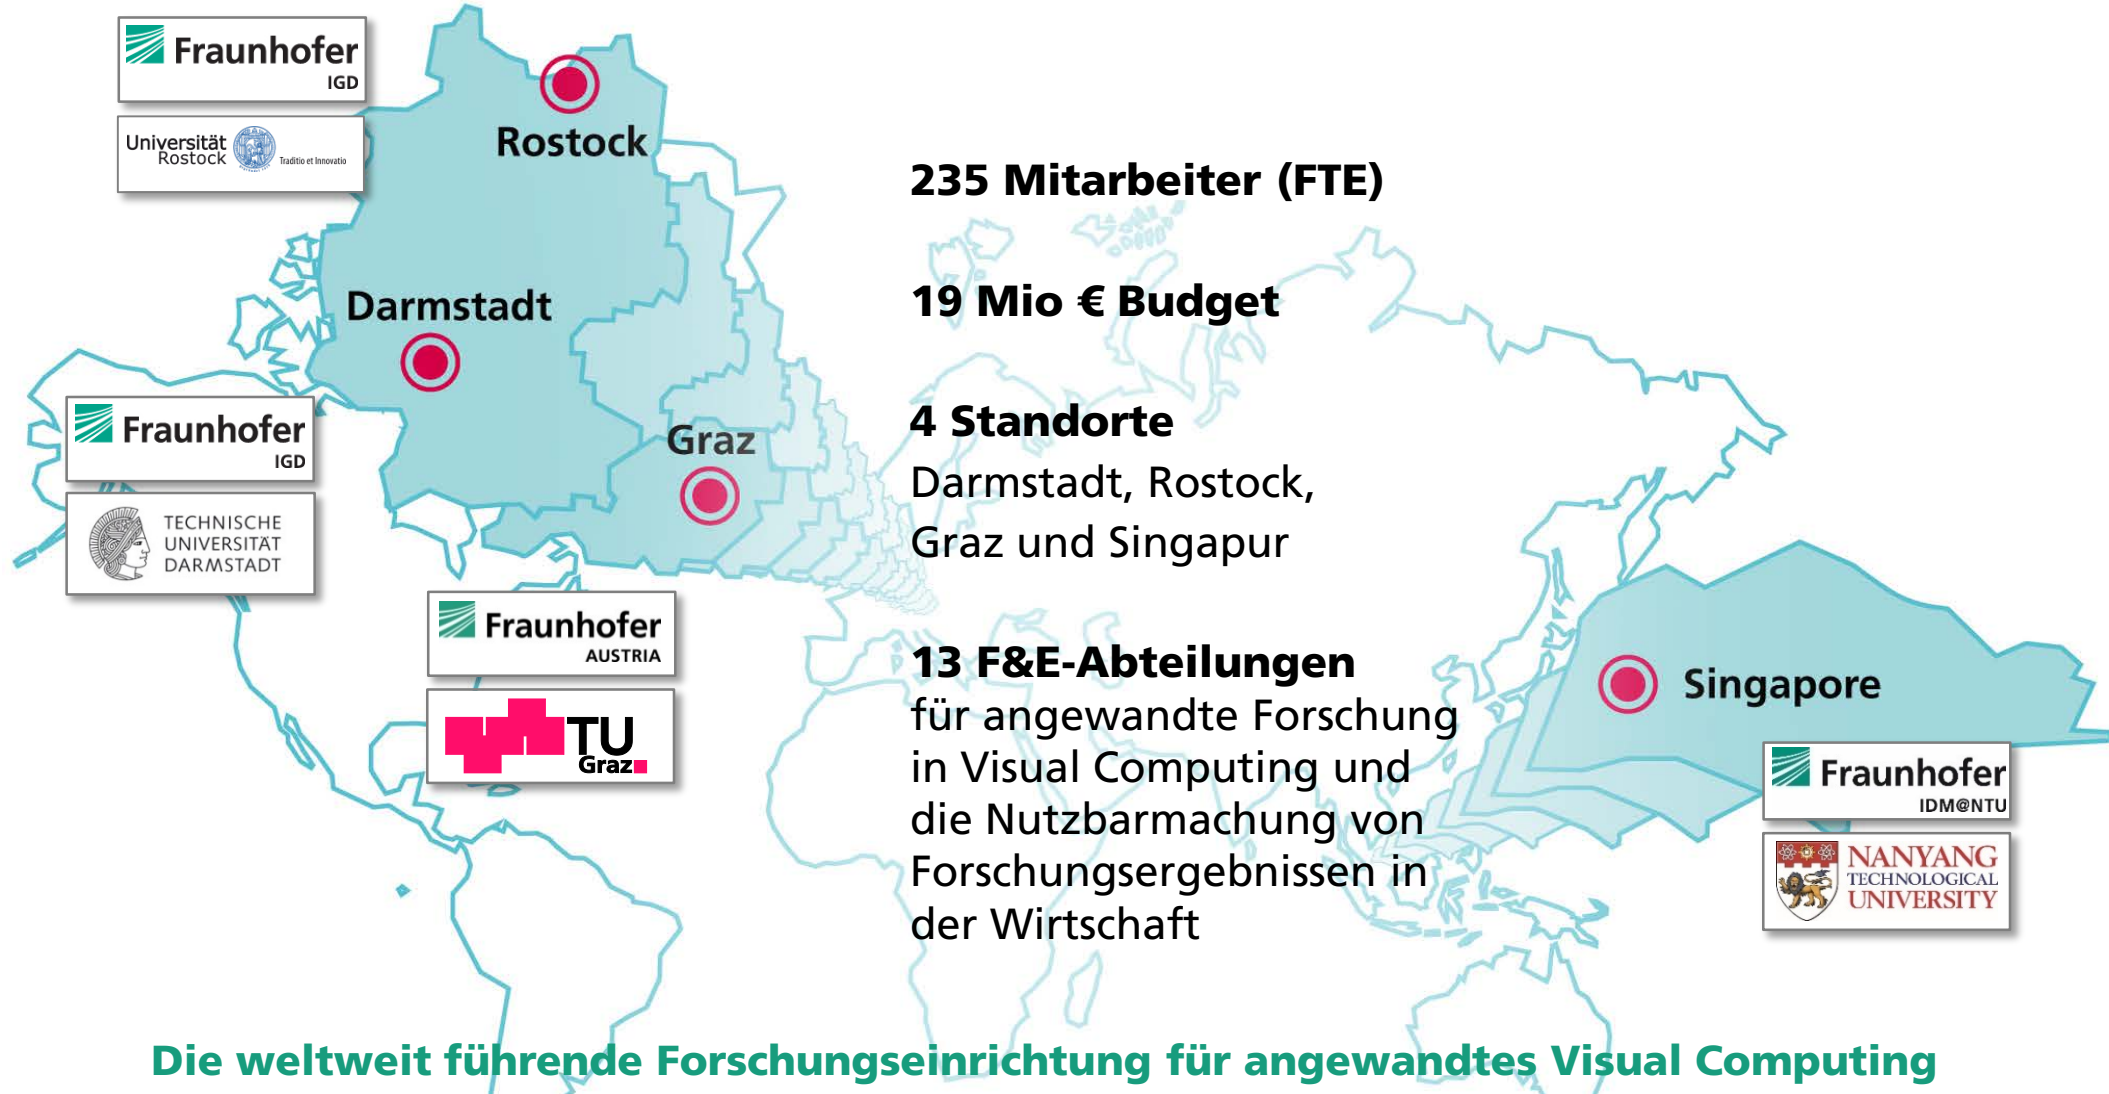 Fraunhofer
IGD
Universität
Rostock
Traditio et Innovatio
Rostock
Darmstadt
Fraunhofer
IGD
TECHNISCHE
UNIVERSITÄT
DARMSTADT
Graz
Fraunhofer
AUSTRIA
TU
Graz
235 Mitarbeiter (FTE)
19 Mio € Budget
4 Standorte
Darmstadt, Rostock,
Graz und Singapur
13 F&E-Abteilungen
für angewandte Forschung
in Visual Computing und
die Nutzbarmachung von
Forschungsergebnissen in
der Wirtschaft
Singapore
Fraunhofer
IDM@NTU
NANYANG
TECHNOLOGICAL
UNIVERSITY
Die weltweit führende Forschungseinrichtung für angewandtes Visual Computing